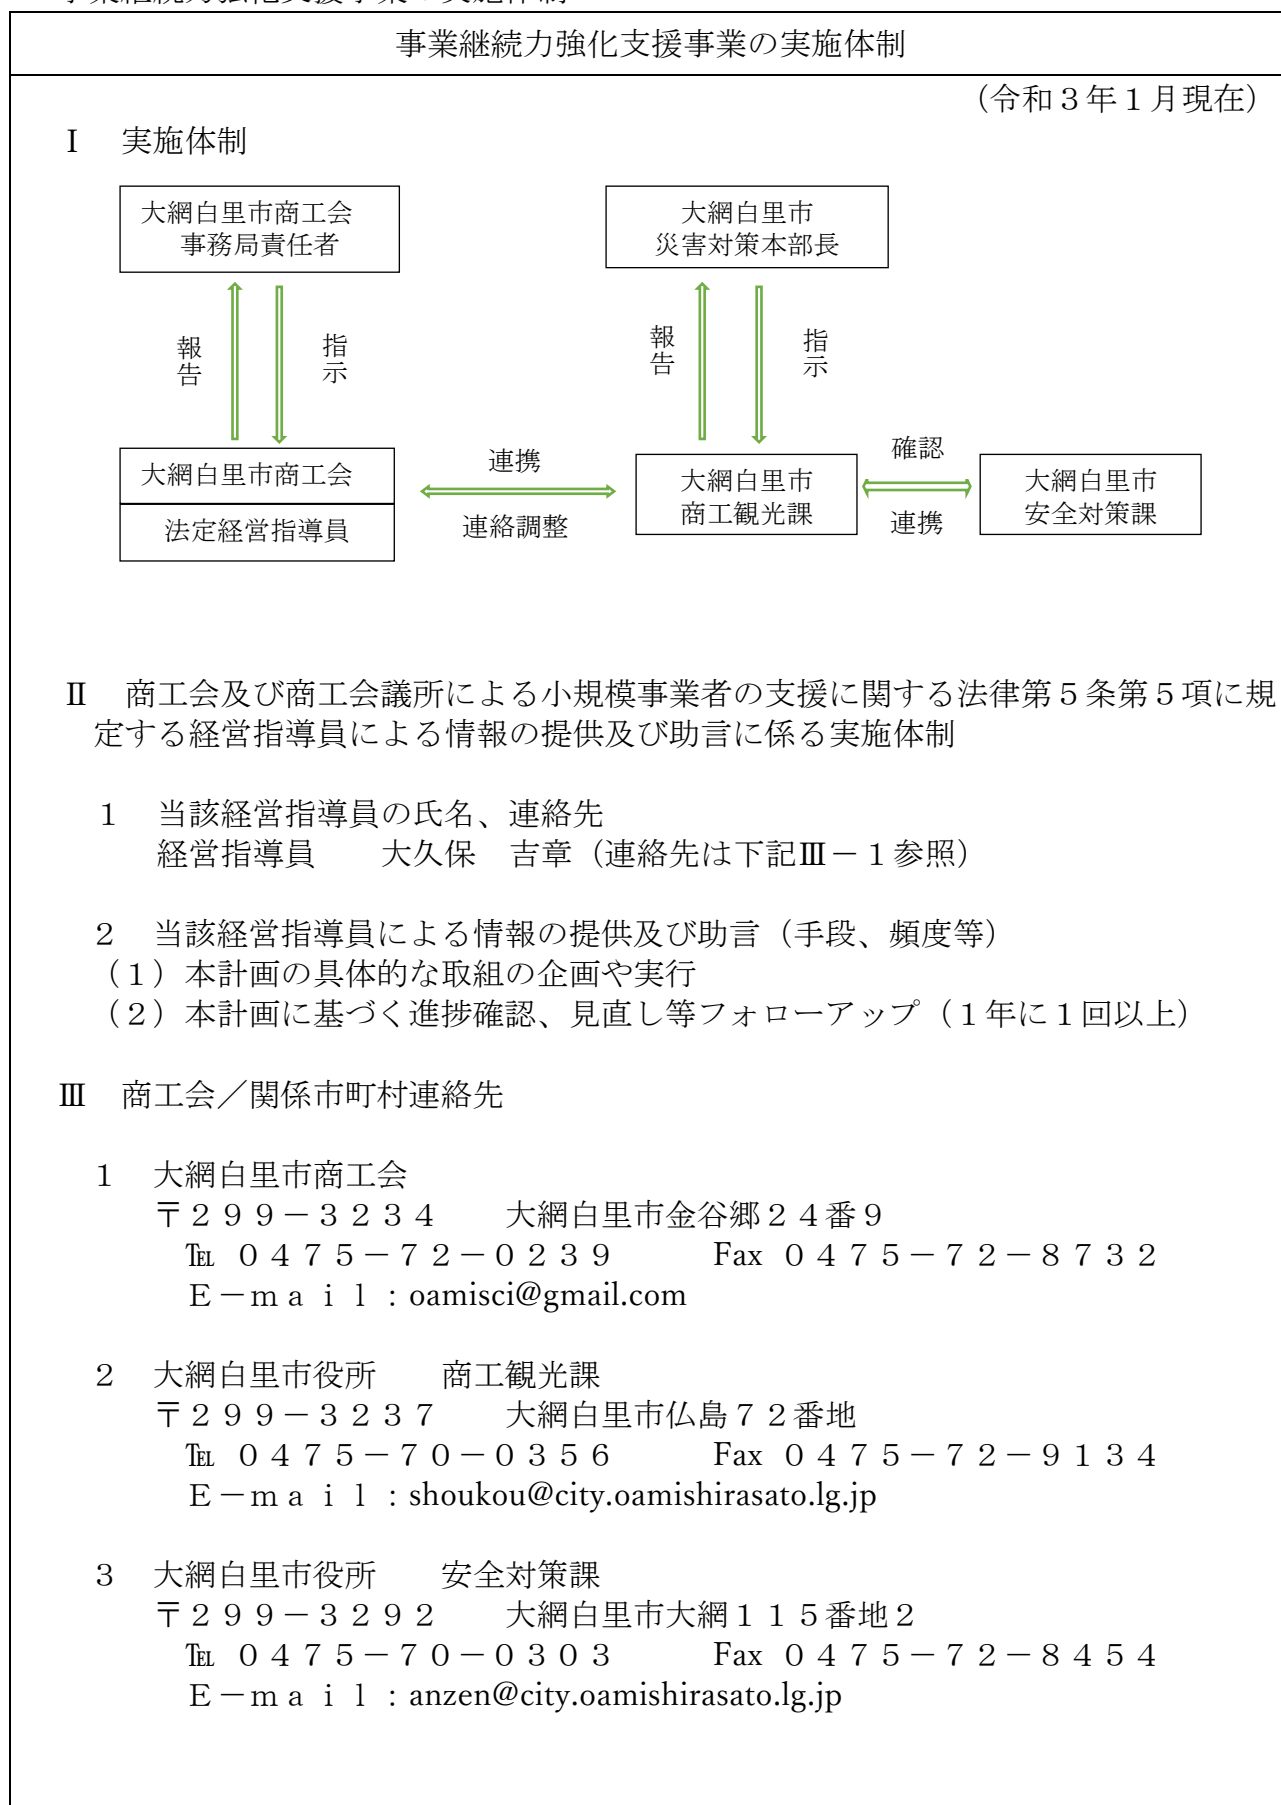 事業継続力強化支援事業の実施体制
（令和３年１月現在）
Ⅰ　実施体制
大網白里市商工会
事務局責任者
大網白里市
災害対策本部長
報告
指示
報告
指示
大網白里市商工会
法定経営指導員
連携
連絡調整
大網白里市
商工観光課
確認
連携
大網白里市
安全対策課
Ⅱ　商工会及び商工会議所による小規模事業者の支援に関する法律第５条第５項に規
定する経営指導員による情報の提供及び助言に係る実施体制
１　当該経営指導員の氏名、連絡先
経営指導員　　大久保　吉章（連絡先は下記Ⅲ－１参照）
２　当該経営指導員による情報の提供及び助言（手段、頻度等）
（１）本計画の具体的な取組の企画や実行
（２）本計画に基づく進捗確認、見直し等フォローアップ（１年に１回以上）
Ⅲ　商工会／関係市町村連絡先
１　大網白里市商工会
〒２９９－３２３４　　大網白里市金谷郷２４番９
℡ ０４７５－７２－０２３９　　Fax ０４７５－７２－８７３２
Ｅ－ｍａｉｌ：oamisci@gmail.com
２　大網白里市役所　商工観光課
〒２９９－３２３７　　大網白里市仏島７２番地
℡ ０４７５－７０－０３５６　　Fax ０４７５－７２－９１３４
Ｅ－ｍａｉｌ：shoukou@city.oamishirasato.lg.jp
３　大網白里市役所　安全対策課
〒２９９－３２９２　　大網白里市大網１１５番地２
℡ ０４７５－７０－０３０３　　Fax ０４７５－７２－８４５４
Ｅ－ｍａｉｌ：anzen@city.oamishirasato.lg.jp